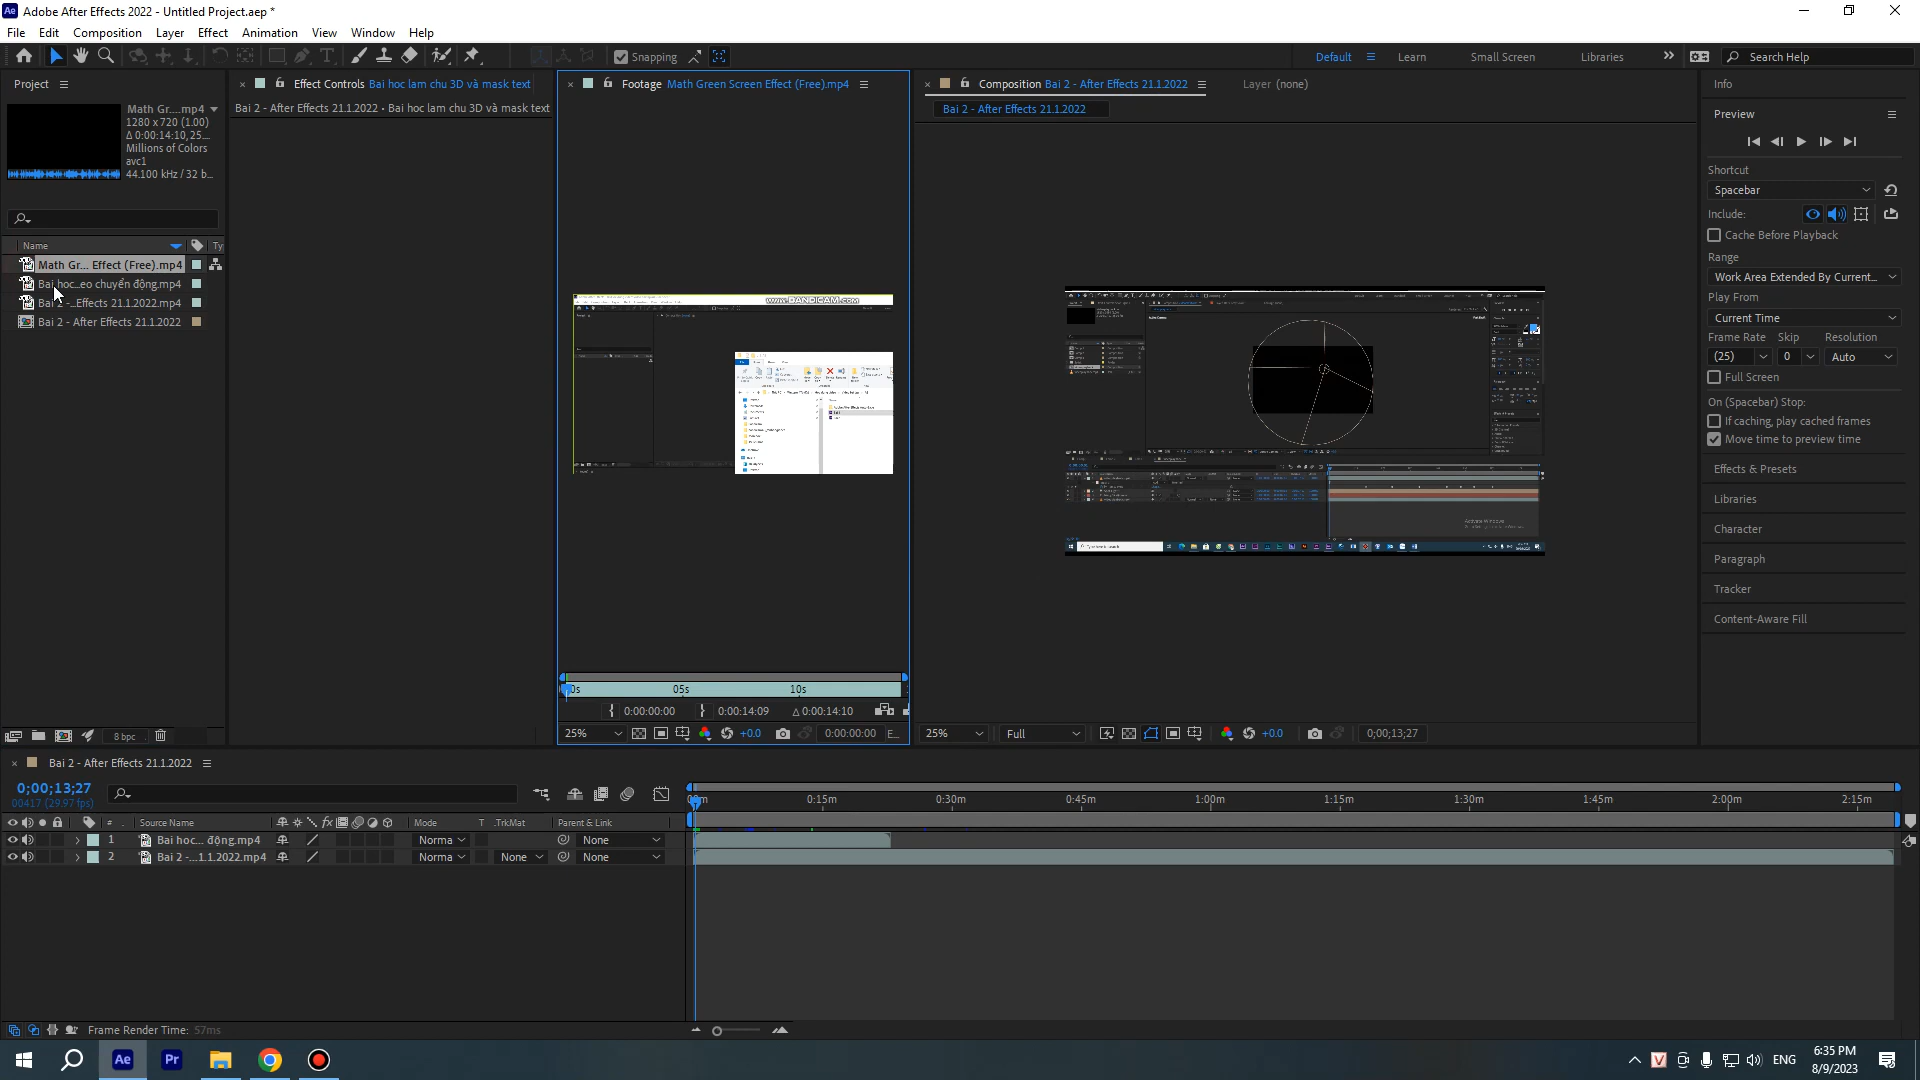 Adobe After Effects 2022 - Untitled Project.aep *
File Edit Composition Layer Effect Animation View Window Help
Snapping
Default Learn Small Screen Libraries Search Help
Project
Math Gr....mp4
1280 x 720 (1.00)
Δ 0:00:14:10, 25...
Millions of Colors
avc1
44.100 kHz / 32 b...
Name Ty
Math Gr... Effect (Free).mp4
Bai hoc...eo chuyển động.mp4
Bai 2 -...Effects 21.1.2022.mp4
Bai 2 - After Effects 21.1.2022
8 bpc
Effect Controls Bai hoc lam chu 3D và mask text
Bai 2 - After Effects 21.1.2022 • Bai hoc lam chu 3D và mask text
Footage Math Green Screen Effect (Free).mp4
www.BANDICAM.com
0s 05s 10s
0:00:00:00 0:00:14:09 Δ 0:00:14:10
25% +0.0 0:00:00:00 E...
Composition Bai 2 - After Effects 21.1.2022 Layer (none)
Bai 2 - After Effects 21.1.2022
Activate Windows
25% Full +0.0 0;00;13;27
Info
Preview
Shortcut
Spacebar
Include:
Cache Before Playback
Range
Work Area Extended By Current...
Play From
Current Time
Frame Rate Skip Resolution
(25) 0 Auto
Full Screen
On (Spacebar) Stop:
If caching, play cached frames
Move time to preview time
Effects & Presets
Libraries
Character
Paragraph
Tracker
Content-Aware Fill
Bai 2 - After Effects 21.1.2022
0;00;13;27
00417 (29.97 fps)
0:15m 0:30m 0:45m 1:00m 1:15m 1:30m 1:45m 2:00m 2:15m
# Source Name fx Mode T .TrkMat Parent & Link
1 Bai hoc... động.mp4 Norma None
2 Bai 2 -...1.1.2022.mp4 Norma None None
Frame Render Time: 57ms
Ae Pr V ENG 6:35 PM
8/9/2023